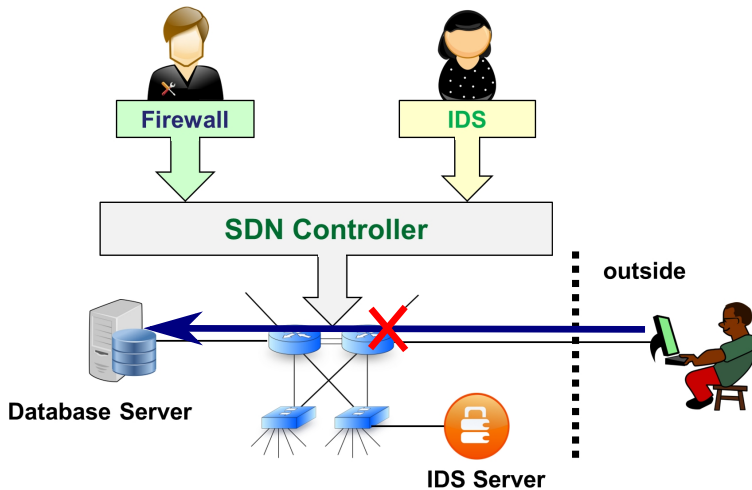 Firewall
IDS
SDN Controller
outside
Database Server
IDS Server